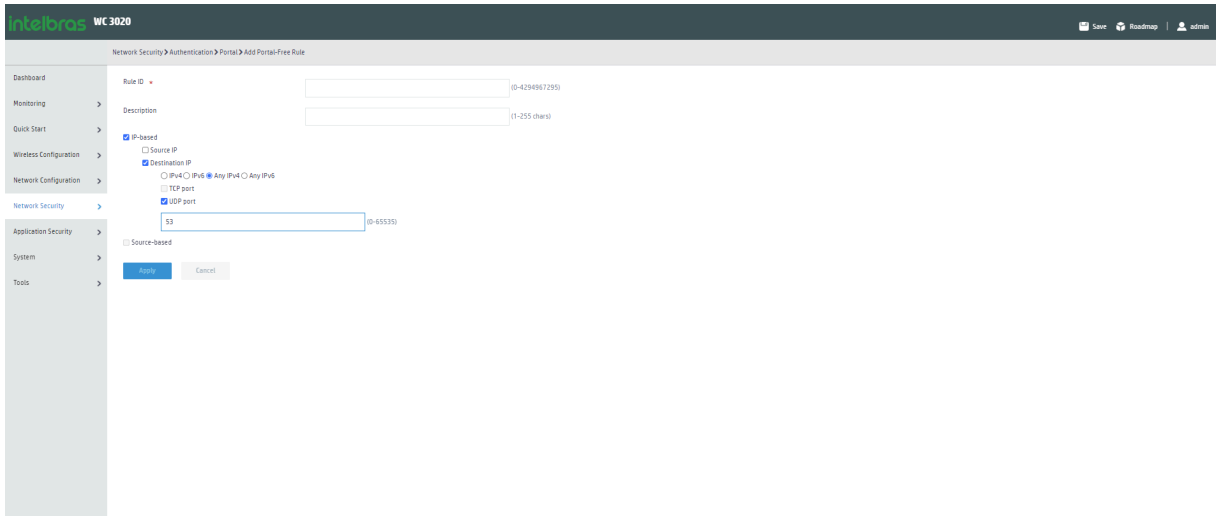 intelbras WC 3020
Save Roadmap | admin
Network Security > Authentication > Portal > Add Portal-Free Rule
Dashboard
Monitoring
Quick Start
Wireless Configuration
Network Configuration
Network Security
Application Security
System
Tools
Rule ID * (0-4294967295)
Description (1-255 chars)
IP-based
Source IP
Destination IP
IPv4 IPv6 Any IPv4 Any IPv6
TCP port
UDP port
53 (0-65535)
Source-based
Apply Cancel